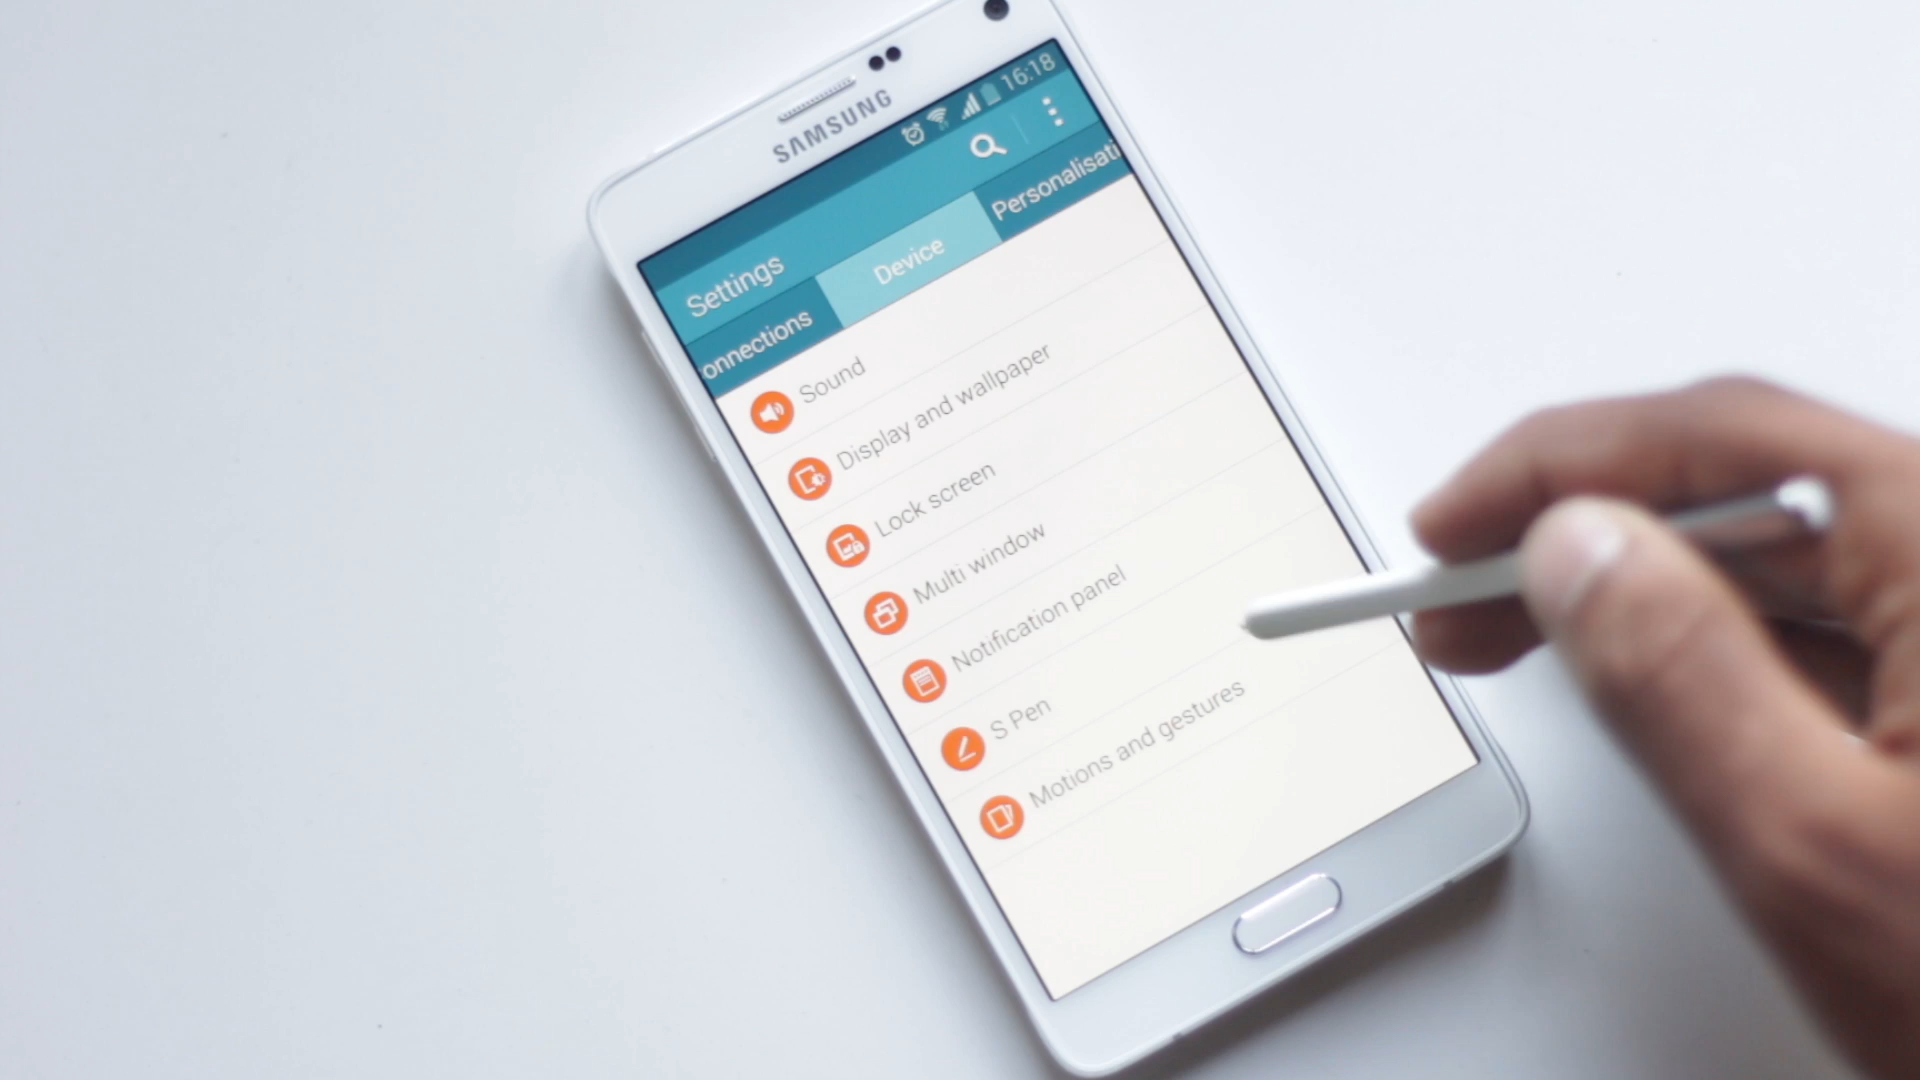 SAMSUNG
16:18
Settings
onnections Device Personalisati
Sound
Display and wallpaper
Lock screen
Multi window
Notification panel
S Pen
Motions and gestures